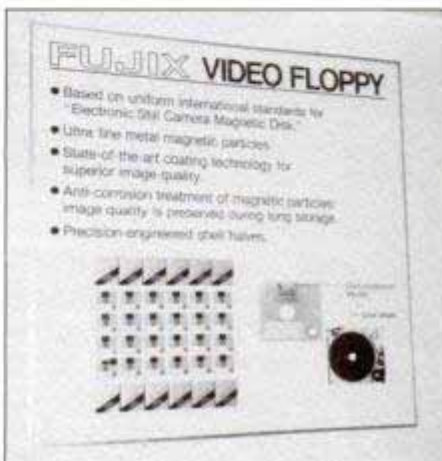 FUJIX VIDEO FLOPPY
● Based on uniform international standards for
"Electronic Still Camera Magnetic Disk."
● Ultra fine metal magnetic particles.
● State-of-the-art coating technology for
superior image quality.
● Anti-corrosion treatment of magnetic particles:
image quality is preserved during long storage.
● Precision-engineered shell halves.